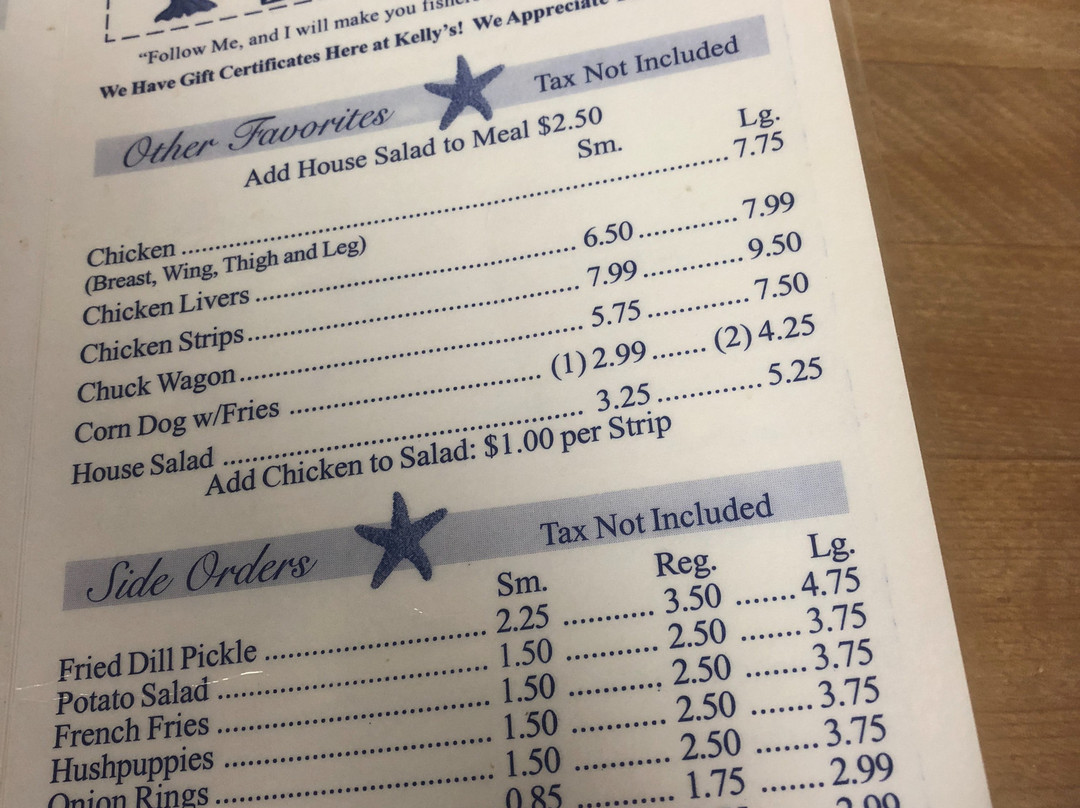 "Follow Me, and I will make you
We Have Gift Certificates Here at Kelly's! We Appreciate
Other Favorites Tax Not Included
Add House Salad to Meal $2.50
Sm. Lg.
Chicken ........ 7.75
(Breast, Wing, Thigh and Leg)
Chicken Livers ........ 6.50 ........ 7.99
Chicken Strips ........ 7.99 ........ 9.50
Chuck Wagon ........ 5.75 ........ 7.50
Corn Dog w/Fries ........ (1) 2.99 ....... (2) 4.25
House Salad ........ 3.25 ........ 5.25
Add Chicken to Salad: $1.00 per Strip
Side Orders Tax Not Included
Sm. Reg. Lg.
Fried Dill Pickle ........ 2.25 .......... 3.50 ....... 4.75
Potato Salad ........ 1.50 .......... 2.50 ....... 3.75
French Fries ........ 1.50 .......... 2.50 ....... 3.75
Hushpuppies ........ 1.50 .......... 2.50 ....... 3.75
Onion Rings ........ 1.50 .......... 2.50 ....... 3.75
0.85 .......... 1.75 ....... 2.99